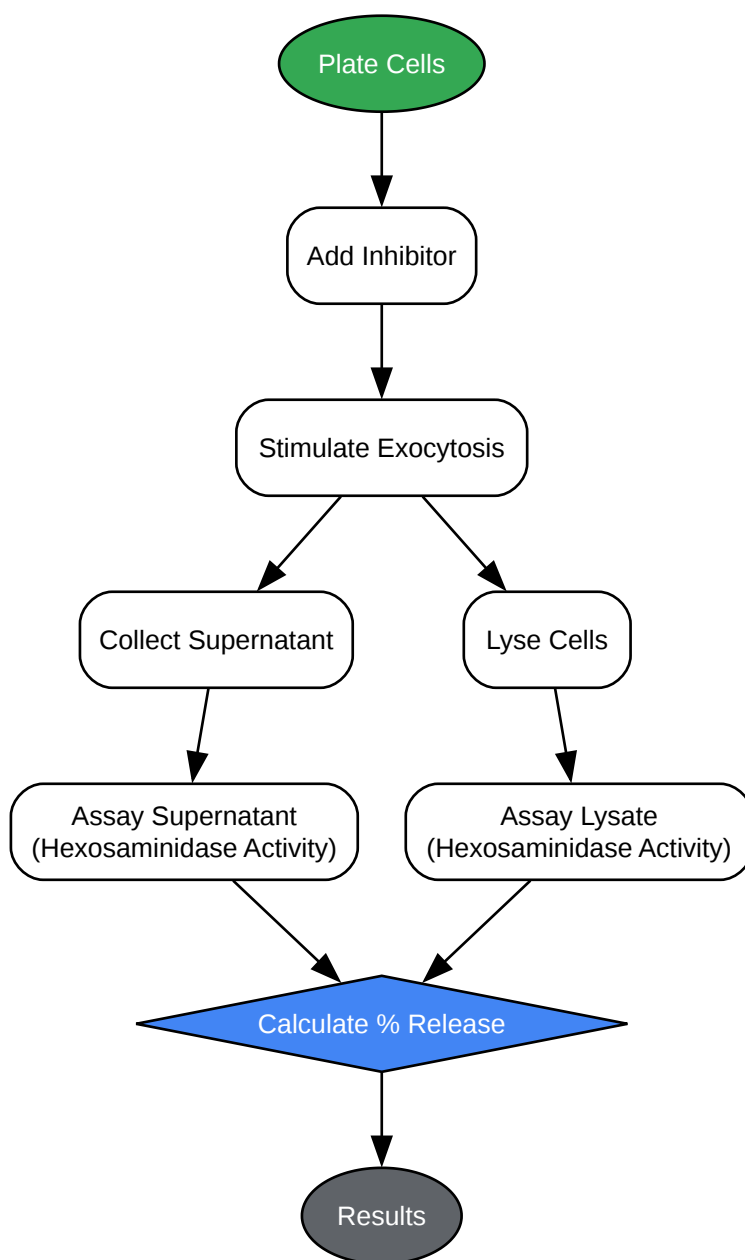 Plate Cells
Add Inhibitor
Stimulate Exocytosis
Collect Supernatant
Lyse Cells
Assay Supernatant
(Hexosaminidase Activity)
Assay Lysate
(Hexosaminidase Activity)
Calculate % Release
Results